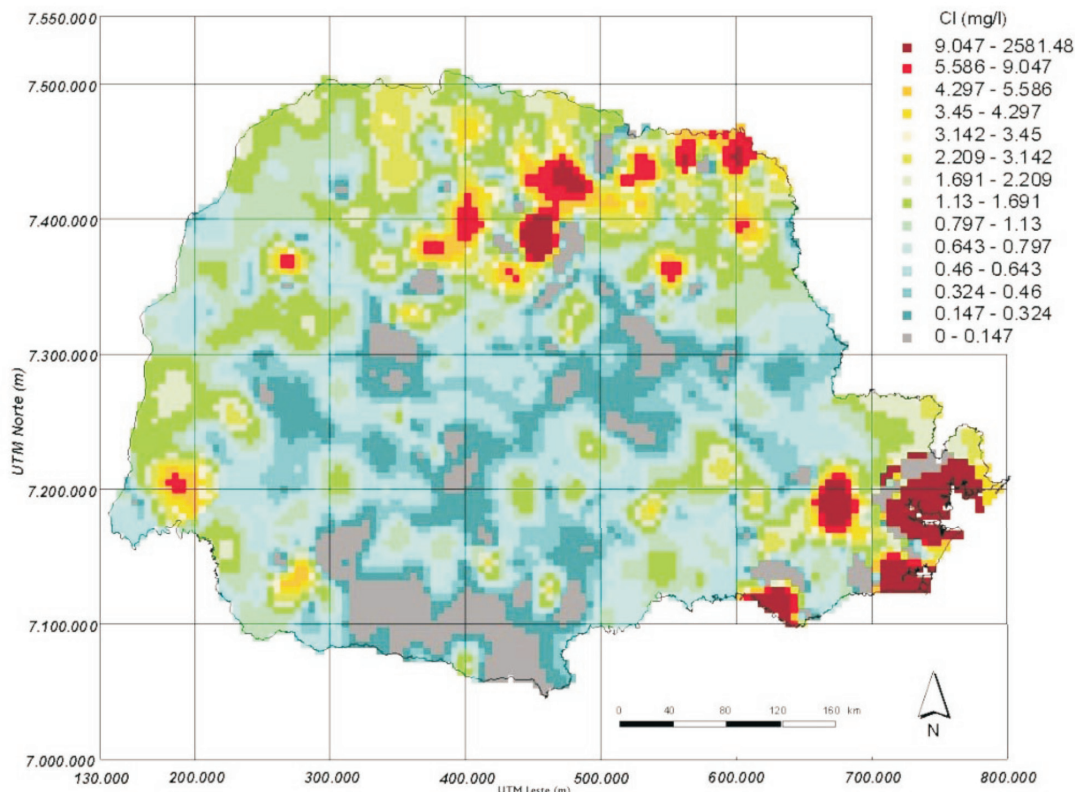 7.550.000
Cl (mg/l)
9.047 - 2581.48
5.586 - 9.047
4.297 - 5.586
3.45 - 4.297
3.142 - 3.45
2.209 - 3.142
1.691 - 2.209
1.13 - 1.691
0.797 - 1.13
0.643 - 0.797
0.46 - 0.643
0.324 - 0.46
0.147 - 0.324
0 - 0.147
7.500.000
7.400.000
7.300.000
UTM Norte (m)
7.200.000
7.100.000
0 40 80 120 160 km
N
7.000.000
130.000 200.000 300.000 400.000 500.000 600.000 700.000 800.000
UTM Leste (m)